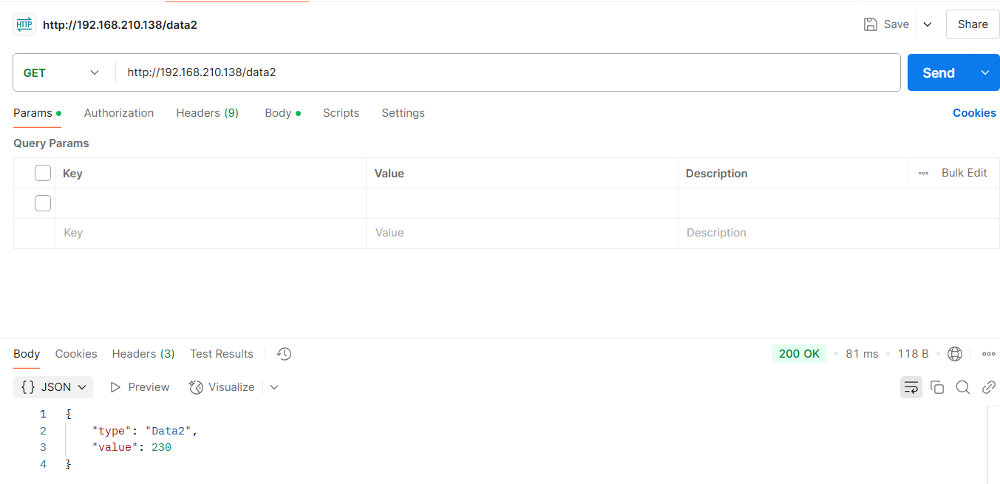 HTTP http://192.168.210.138/data2 Save Share
GET http://192.168.210.138/data2 Send
Params Authorization Headers (9) Body Scripts Settings Cookies
Query Params
Key Value Description Bulk Edit
Key Value Description
Body Cookies Headers (3) Test Results 200 OK 81 ms 118 B
{} JSON Preview Visualize
1 {
2 "type": "Data2",
3 "value": 230
4 }